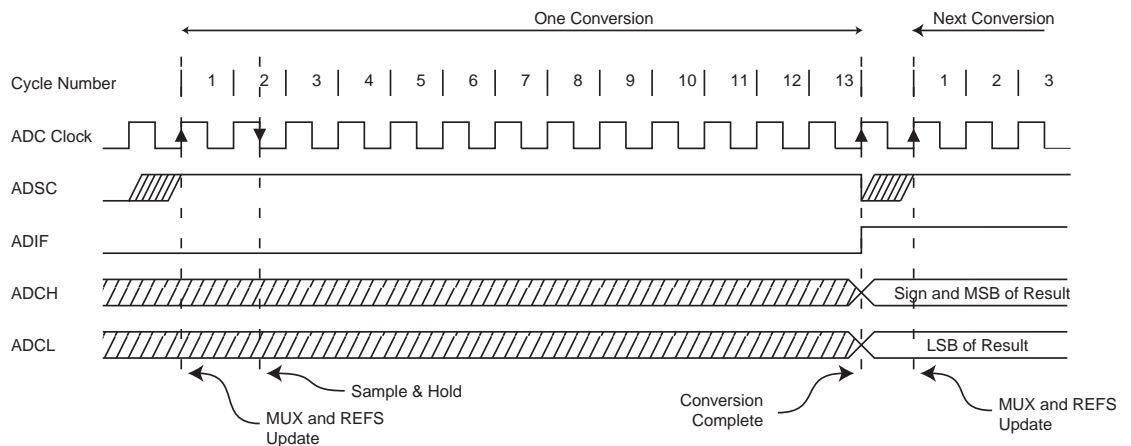 One Conversion
Next Conversion
Cycle Number 1 2 3 4 5 6 7 8 9 10 11 12 13 1 2 3
ADC Clock
ADSC
ADIF
ADCH
Sign and MSB of Result
ADCL
LSB of Result
Sample & Hold
MUX and REFS
Update
Conversion
Complete
MUX and REFS
Update